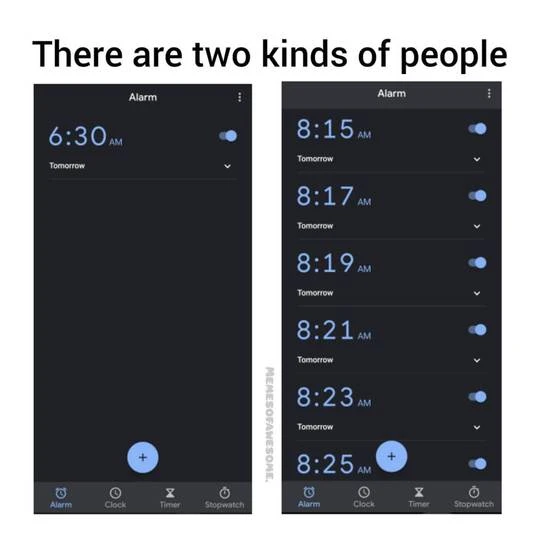 There are two kinds of people
Alarm
6:30 AM
Tomorrow
Alarm
Clock
Timer
Stopwatch
MEMESOFAWESOME.
Alarm
8:15 AM
Tomorrow
8:17 AM
Tomorrow
8:19 AM
Tomorrow
8:21 AM
Tomorrow
8:23 AM
Tomorrow
8:25 AM
Alarm
Clock
Timer
Stopwatch